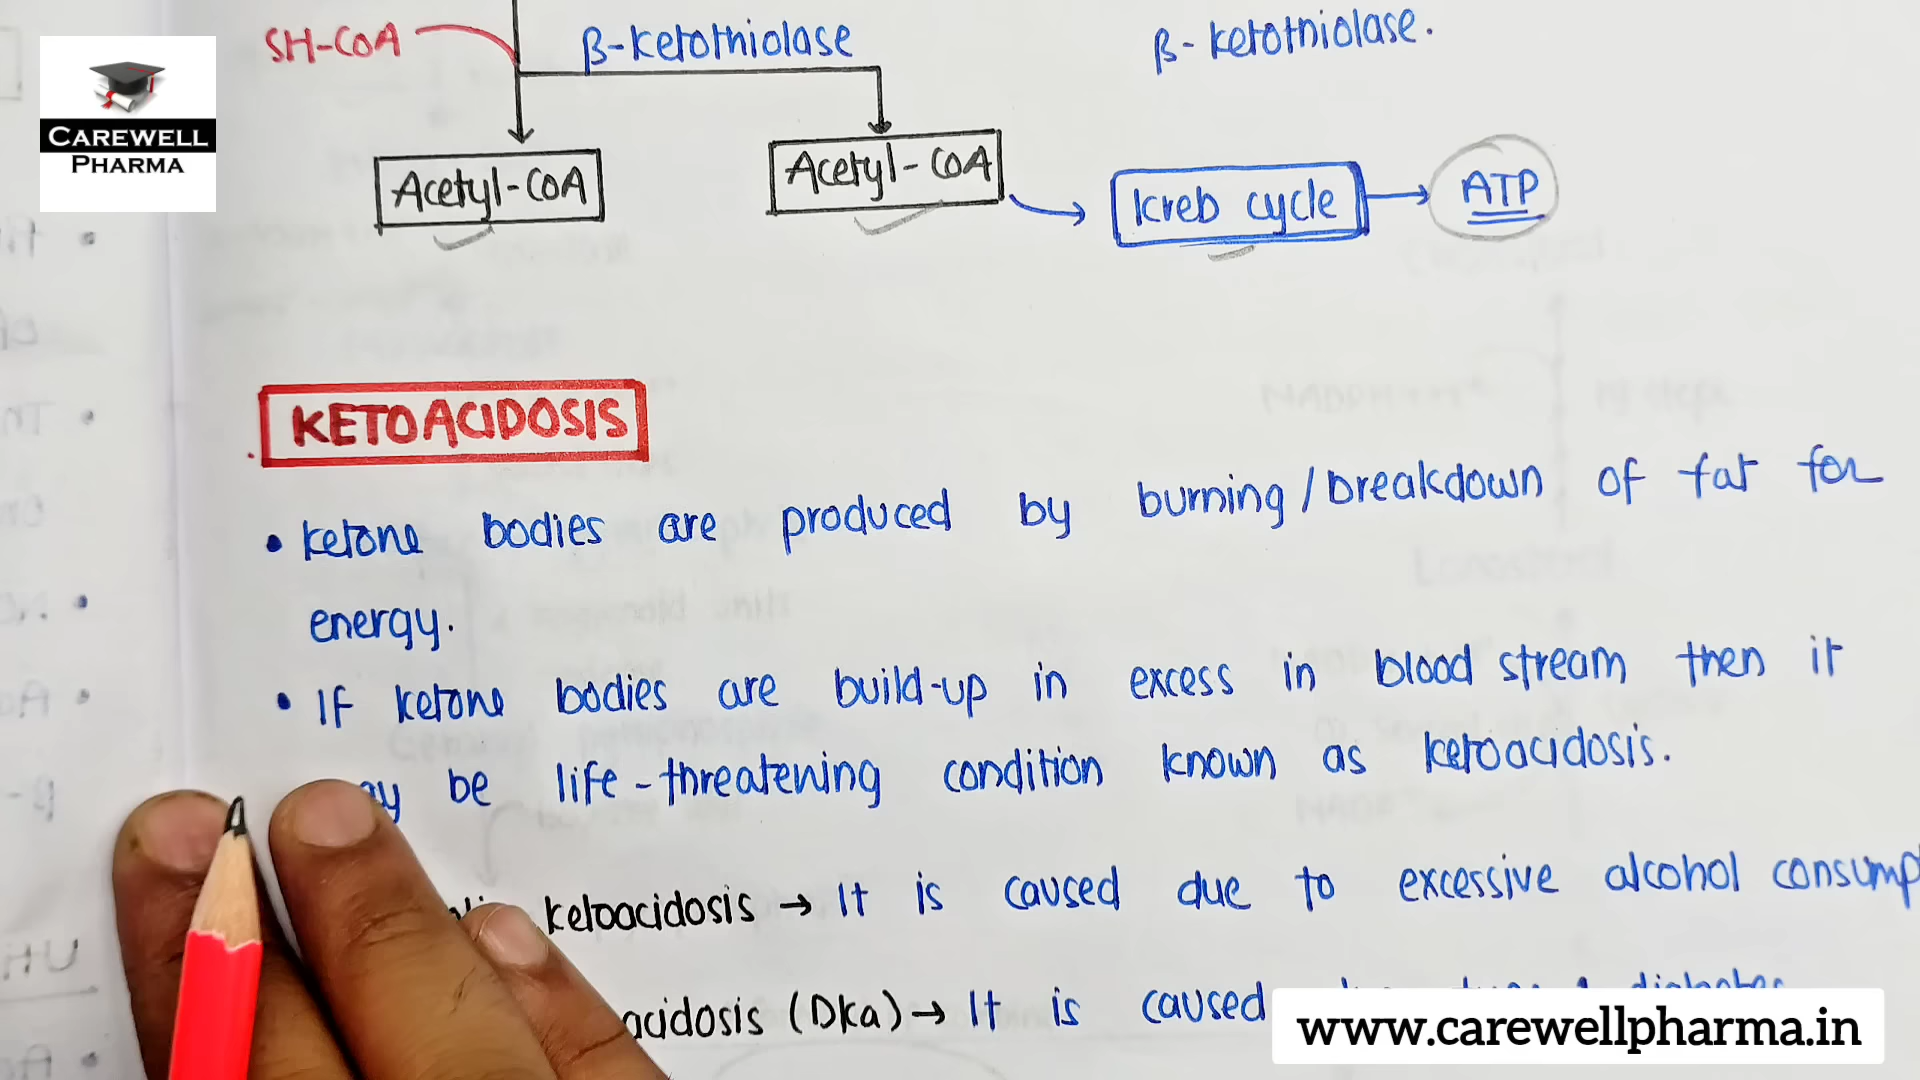 SH-CoA
β-ketothiolase
β-ketothiolase.
CAREWELL
PHARMA
Acetyl-CoA
Acetyl-CoA
kreb cycle
ATP
KETOACIDOSIS
• ketone bodies are produced by burning/breakdown of fat for
energy.
• If ketone bodies are build-up in excess in blood stream then it
be life-threatening condition known as ketoacidosis.
ketoacidosis → It is caused due to excessive alcohol consump
acidosis (Dka) → It is caused
www.carewellpharma.in